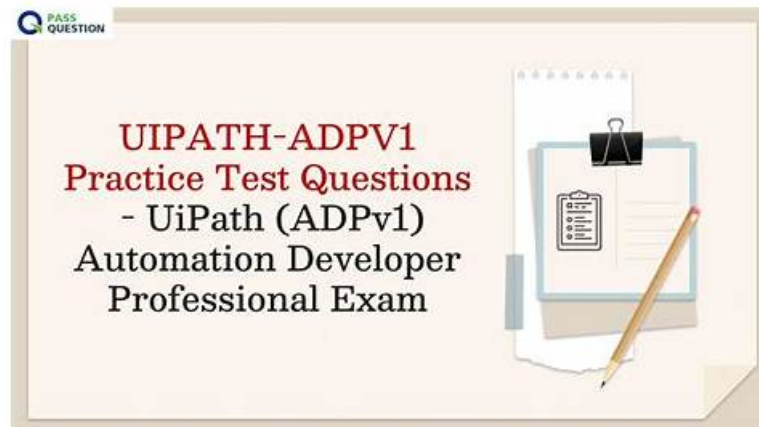 PASS
QUESTION
UIPATH-ADPV1
Practice Test Questions
- UiPath (ADPv1)
Automation Developer
Professional Exam